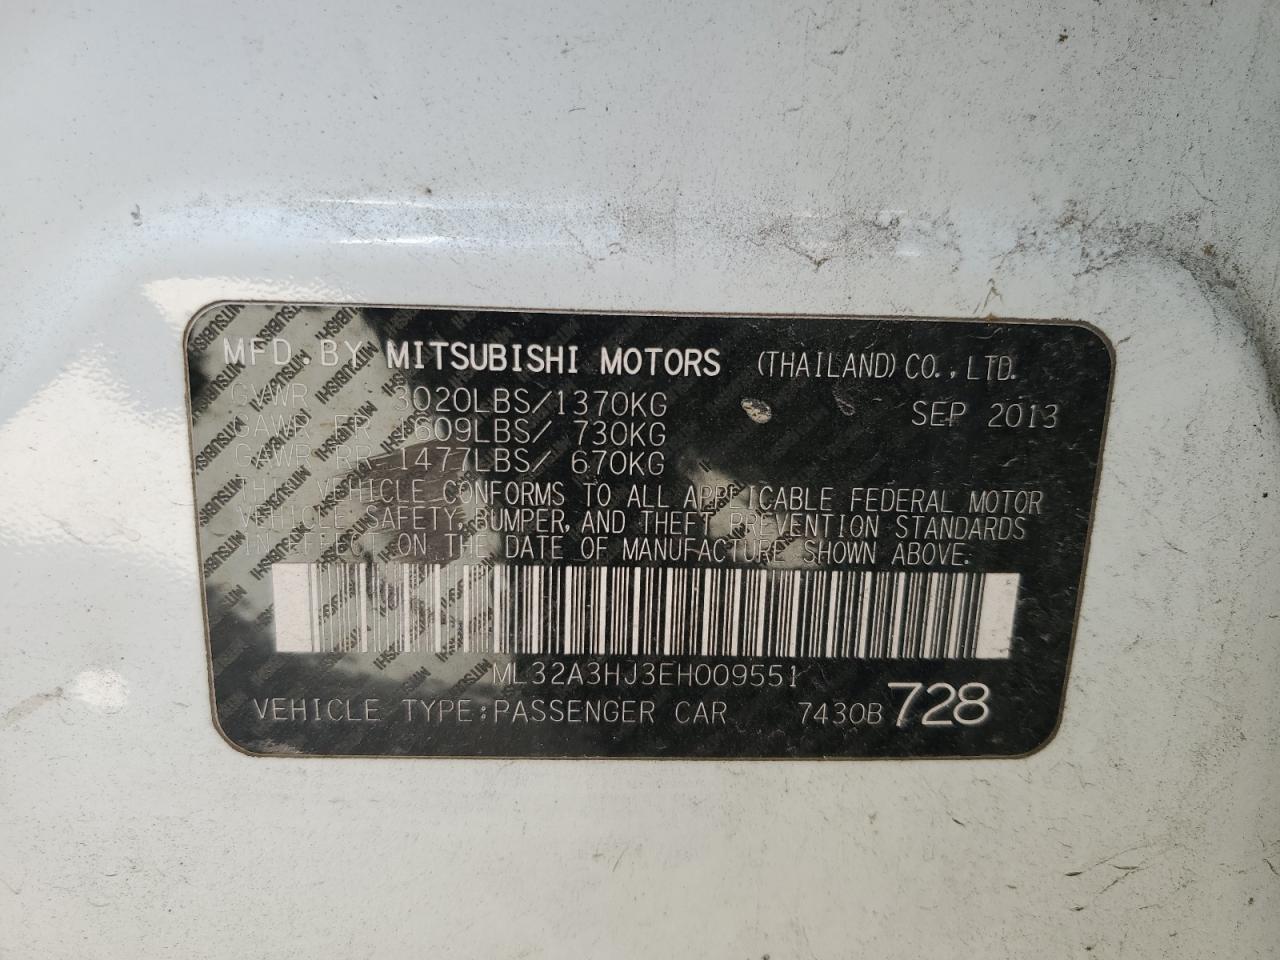 MFD. BY MITSUBISHI MOTORS (THAILAND) CO., LTD.
GVWR 3020LBS/1370KG SEP 2013
GAWR FR 1609LBS/ 730KG
GAWR RR 1477LBS/ 670KG
THIS VEHICLE CONFORMS TO ALL APPLICABLE FEDERAL MOTOR
VEHICLE SAFETY, BUMPER, AND THEFT PREVENTION STANDARDS
IN EFFECT ON THE DATE OF MANUFACTURE SHOWN ABOVE.
ML32A3HJ3EH009551
VEHICLE TYPE:PASSENGER CAR 7430B 728